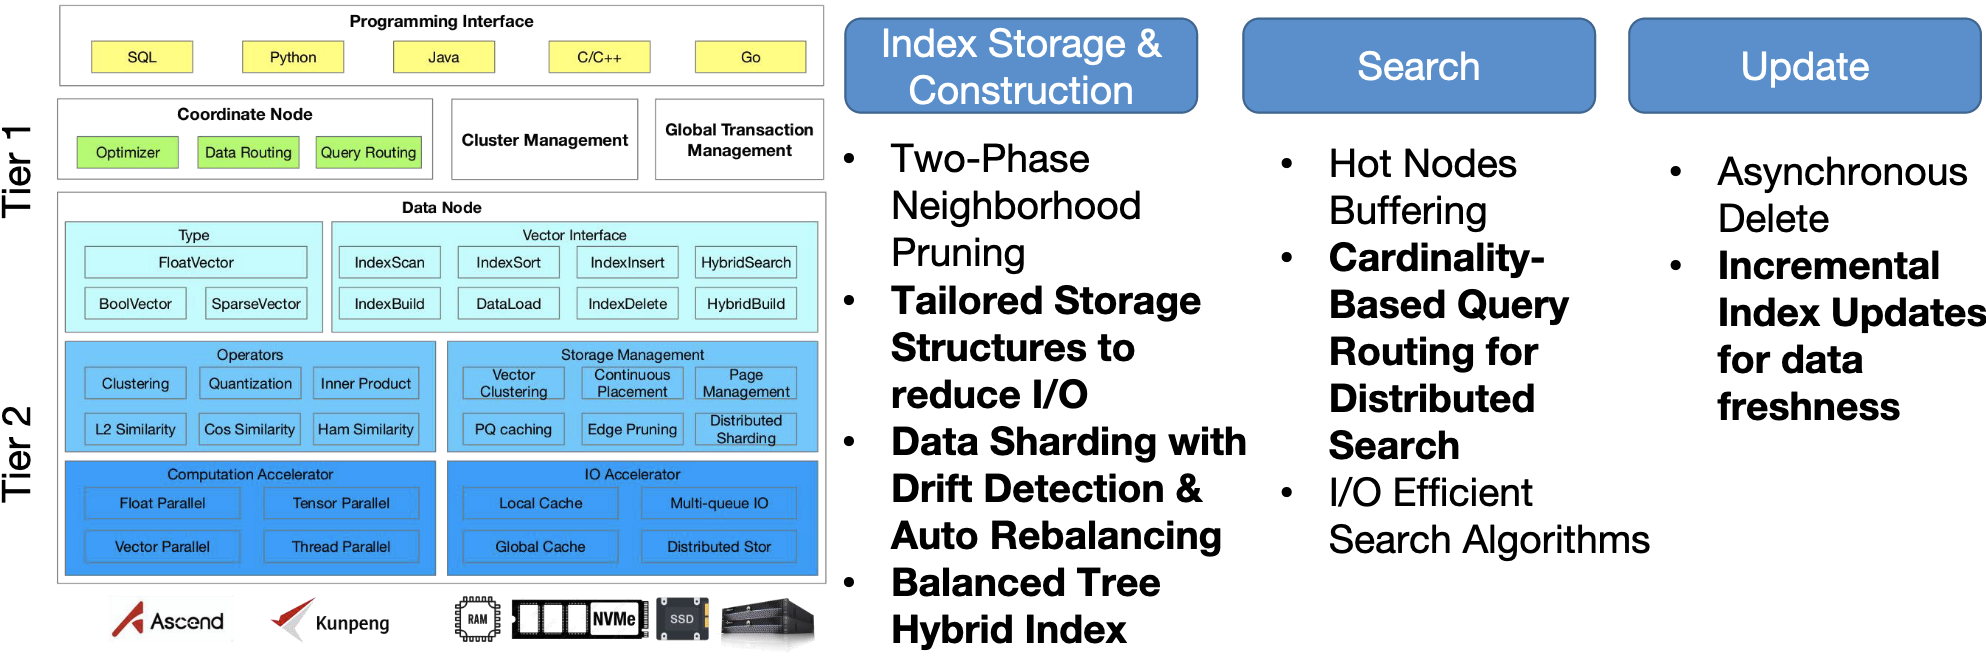 Programming Interface
SQL
Python
Java
C/C++
Go
Tier 1
Coordinate Node
Optimizer
Data Routing
Query Routing
Cluster Management
Global Transaction
Management
Tier 2
Data Node
Type
FloatVector
BoolVector
SparseVector
Vector Interface
IndexScan
IndexSort
IndexInsert
HybridSearch
IndexBuild
DataLoad
IndexDelete
HybridBuild
Operators
Clustering
Quantization
Inner Product
L2 Similarity
Cos Similarity
Ham Similarity
Storage Management
Vector
Clustering
Continuous
Placement
Page
Management
PQ caching
Edge Pruning
Distributed
Sharding
Computation Accelerator
Float Parallel
Tensor Parallel
Vector Parallel
Thread Parallel
IO Accelerator
Local Cache
Multi-queue IO
Global Cache
Distributed Stor
Ascend
Kunpeng
RAM
NVMe
SSD
Index Storage &
Construction
• Two-Phase
Neighborhood
Pruning
• Tailored Storage
Structures to
reduce I/O
• Data Sharding with
Drift Detection &
Auto Rebalancing
• Balanced Tree
Hybrid Index
Search
• Hot Nodes
Buffering
• Cardinality-
Based Query
Routing for
Distributed
Search
• I/O Efficient
Search Algorithms
Update
• Asynchronous
Delete
• Incremental
Index Updates
for data
freshness